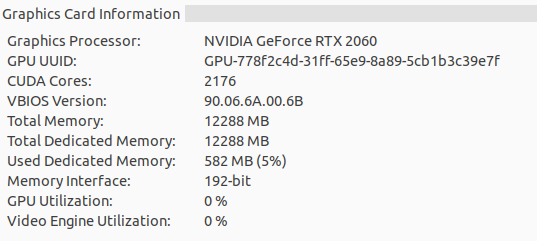 Graphics Card Information
Graphics Processor: NVIDIA GeForce RTX 2060
GPU UUID: GPU-778f2c4d-31ff-65e9-8a89-5cb1b3c39e7f
CUDA Cores: 2176
VBIOS Version: 90.06.6A.00.6B
Total Memory: 12288 MB
Total Dedicated Memory: 12288 MB
Used Dedicated Memory: 582 MB (5%)
Memory Interface: 192-bit
GPU Utilization: 0 %
Video Engine Utilization: 0 %